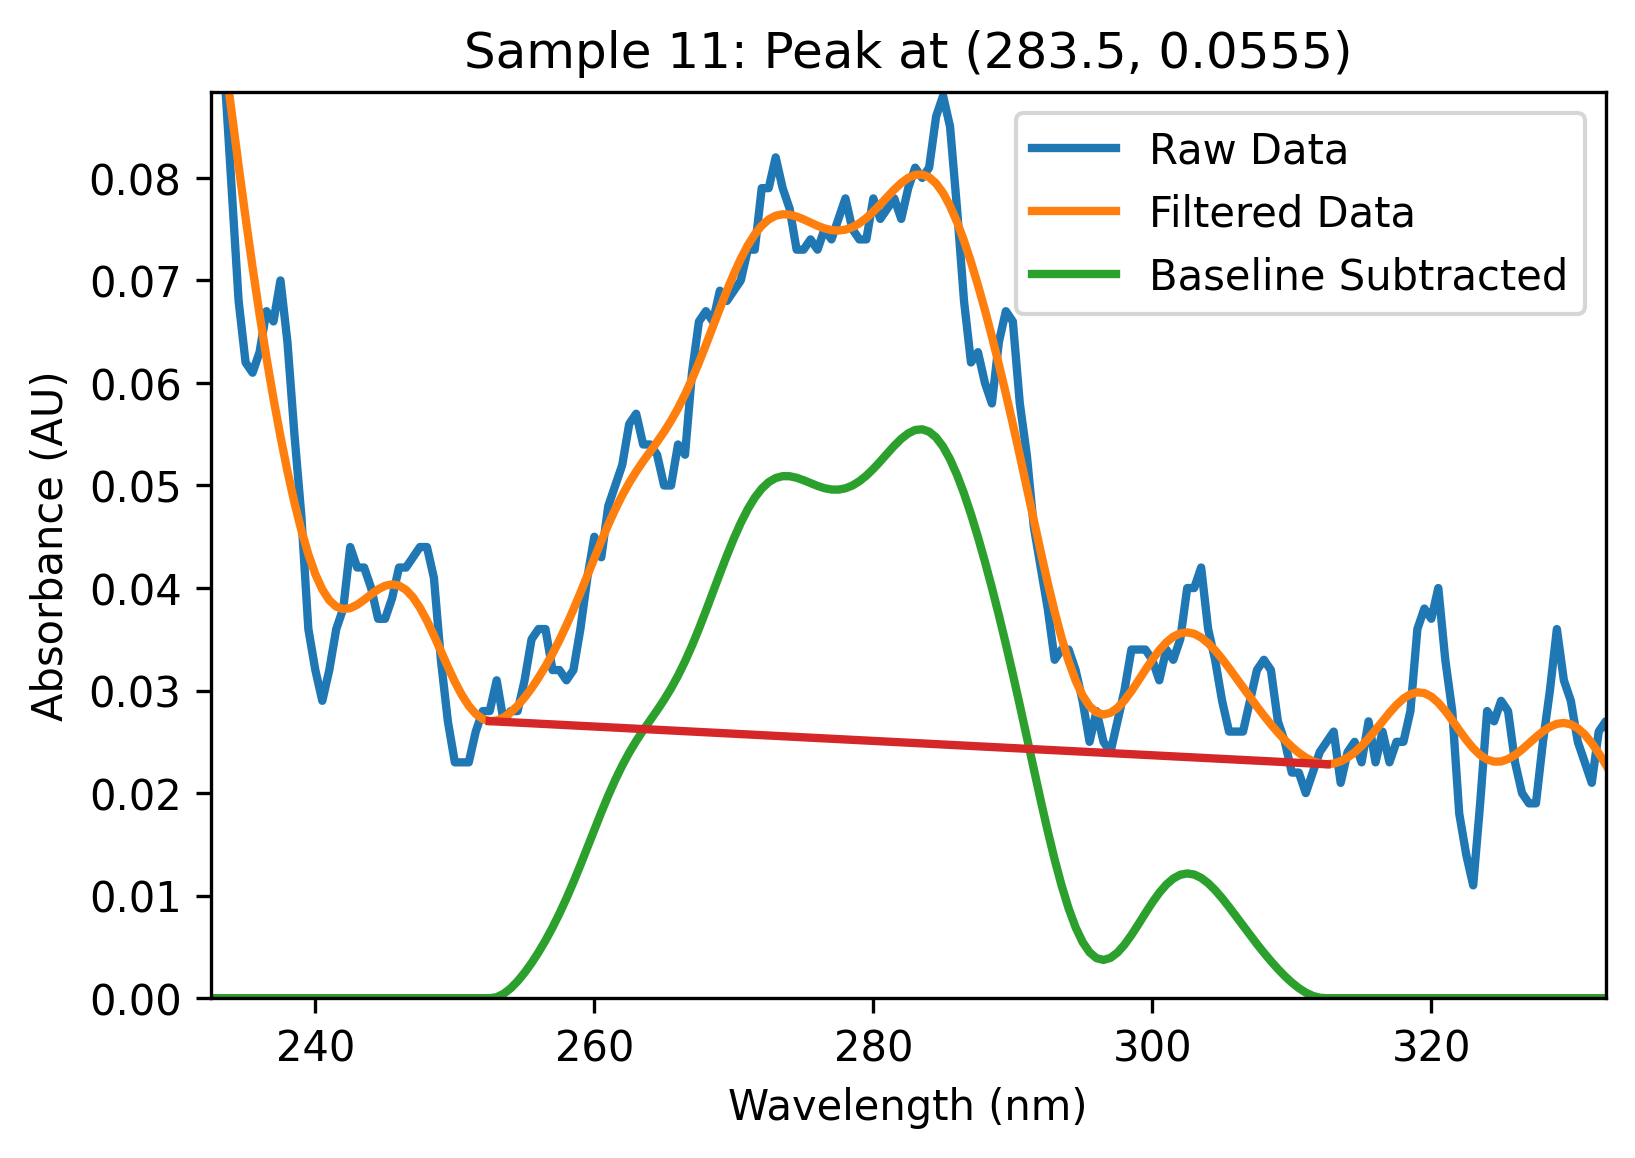 Sample 11: Peak at (283.5, 0.0555)
Raw Data
Filtered Data
Baseline Subtracted
Absorbance (AU)
0.08
0.07
0.06
0.05
0.04
0.03
0.02
0.01
0.00
240 260 280 300 320
Wavelength (nm)